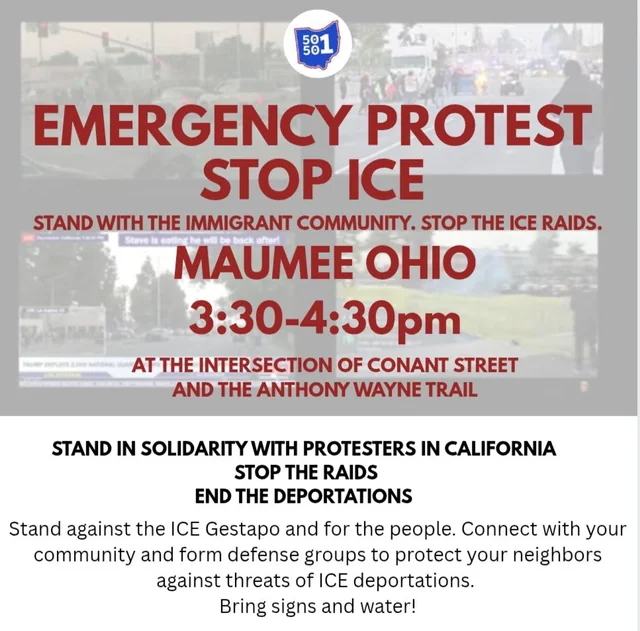 50 50 1
EMERGENCY PROTEST
STOP ICE
STAND WITH THE IMMIGRANT COMMUNITY. STOP THE ICE RAIDS.
Steve is eating he will be back after!
MAUMEE OHIO
3:30-4:30pm
AT THE INTERSECTION OF CONANT STREET
AND THE ANTHONY WAYNE TRAIL
STAND IN SOLIDARITY WITH PROTESTERS IN CALIFORNIA
STOP THE RAIDS
END THE DEPORTATIONS
Stand against the ICE Gestapo and for the people. Connect with your
community and form defense groups to protect your neighbors
against threats of ICE deportations.
Bring signs and water!